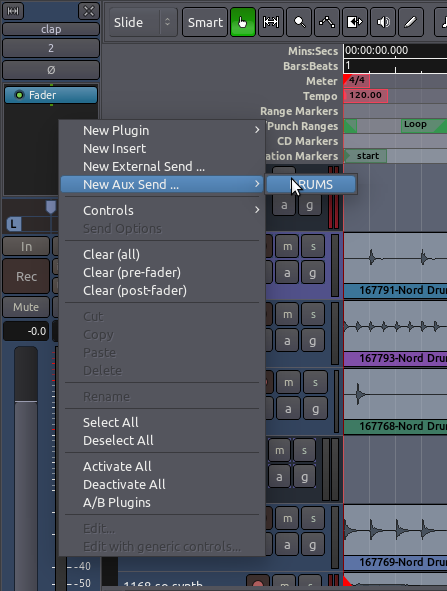 clap
2
Ø
Fader
Slide
Smart
Mins:Secs
00:00:00.000
Bars:Beats
1
Meter
4/4
Tempo
120.00
Range Markers
Punch Ranges
Loop
CD Markers
ation Markers
start
New Plugin
New Insert
New External Send ...
New Aux Send ...
RUMS
Controls
Send Options
Clear (all)
Clear (pre-fader)
Clear (post-fader)
Cut
Copy
Paste
Delete
Rename
Select All
Deselect All
Activate All
Deactivate All
A/B Plugins
Edit...
Edit with generic controls...
L
In
Rec
Mute
-0.0
a g
m s
a g
167791-Nord Dru
m s
a g
167793-Nord Dru
m s
a g
167768-Nord Dru
m s
a g
m s
a g
167769-Nord Dru
-40
-50
1168 so synth